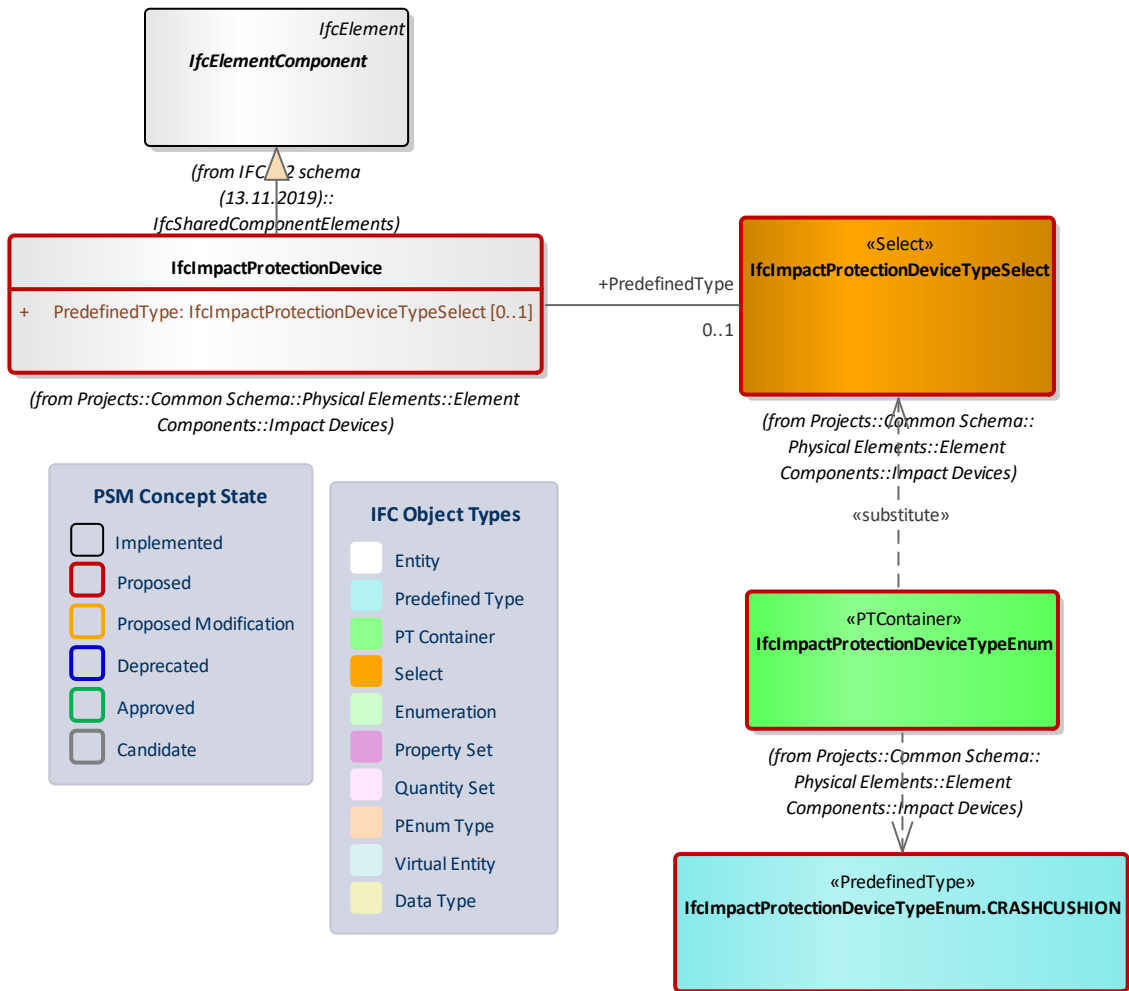 IfcElement
IfcElementComponent
(from IFC 2 schema
(13.11.2019)::
IfcSharedComponentElements)
IfcImpactProtectionDevice
+ PredefinedType: IfcImpactProtectionDeviceTypeSelect [0..1]
(from Projects::Common Schema::Physical Elements::Element
Components::Impact Devices)
+PredefinedType
0..1
«Select»
IfcImpactProtectionDeviceTypeSelect
(from Projects::Common Schema::
Physical Elements::Element
Components::Impact Devices)
«substitute»
«PTContainer»
IfcImpactProtectionDeviceTypeEnum
(from Projects::Common Schema::
Physical Elements::Element
Components::Impact Devices)
«PredefinedType»
IfcImpactProtectionDeviceTypeEnum.CRASHCUSHION
PSM Concept State
Implemented
Proposed
Proposed Modification
Deprecated
Approved
Candidate
IFC Object Types
Entity
Predefined Type
PT Container
Select
Enumeration
Property Set
Quantity Set
PEnum Type
Virtual Entity
Data Type